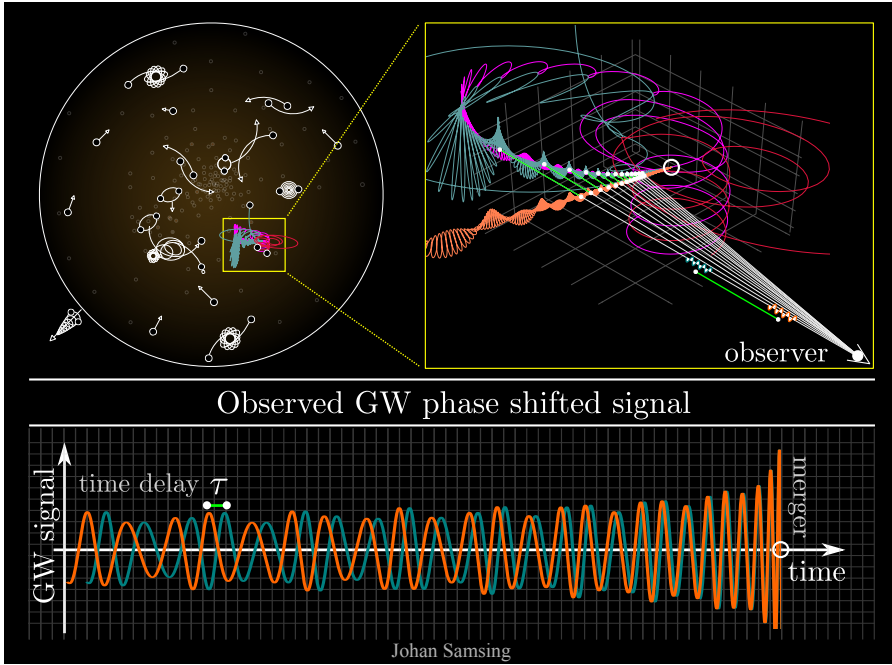 observer
Observed GW phase shifted signal
time delay τ
GW signal
merger
time
Johan Samsing